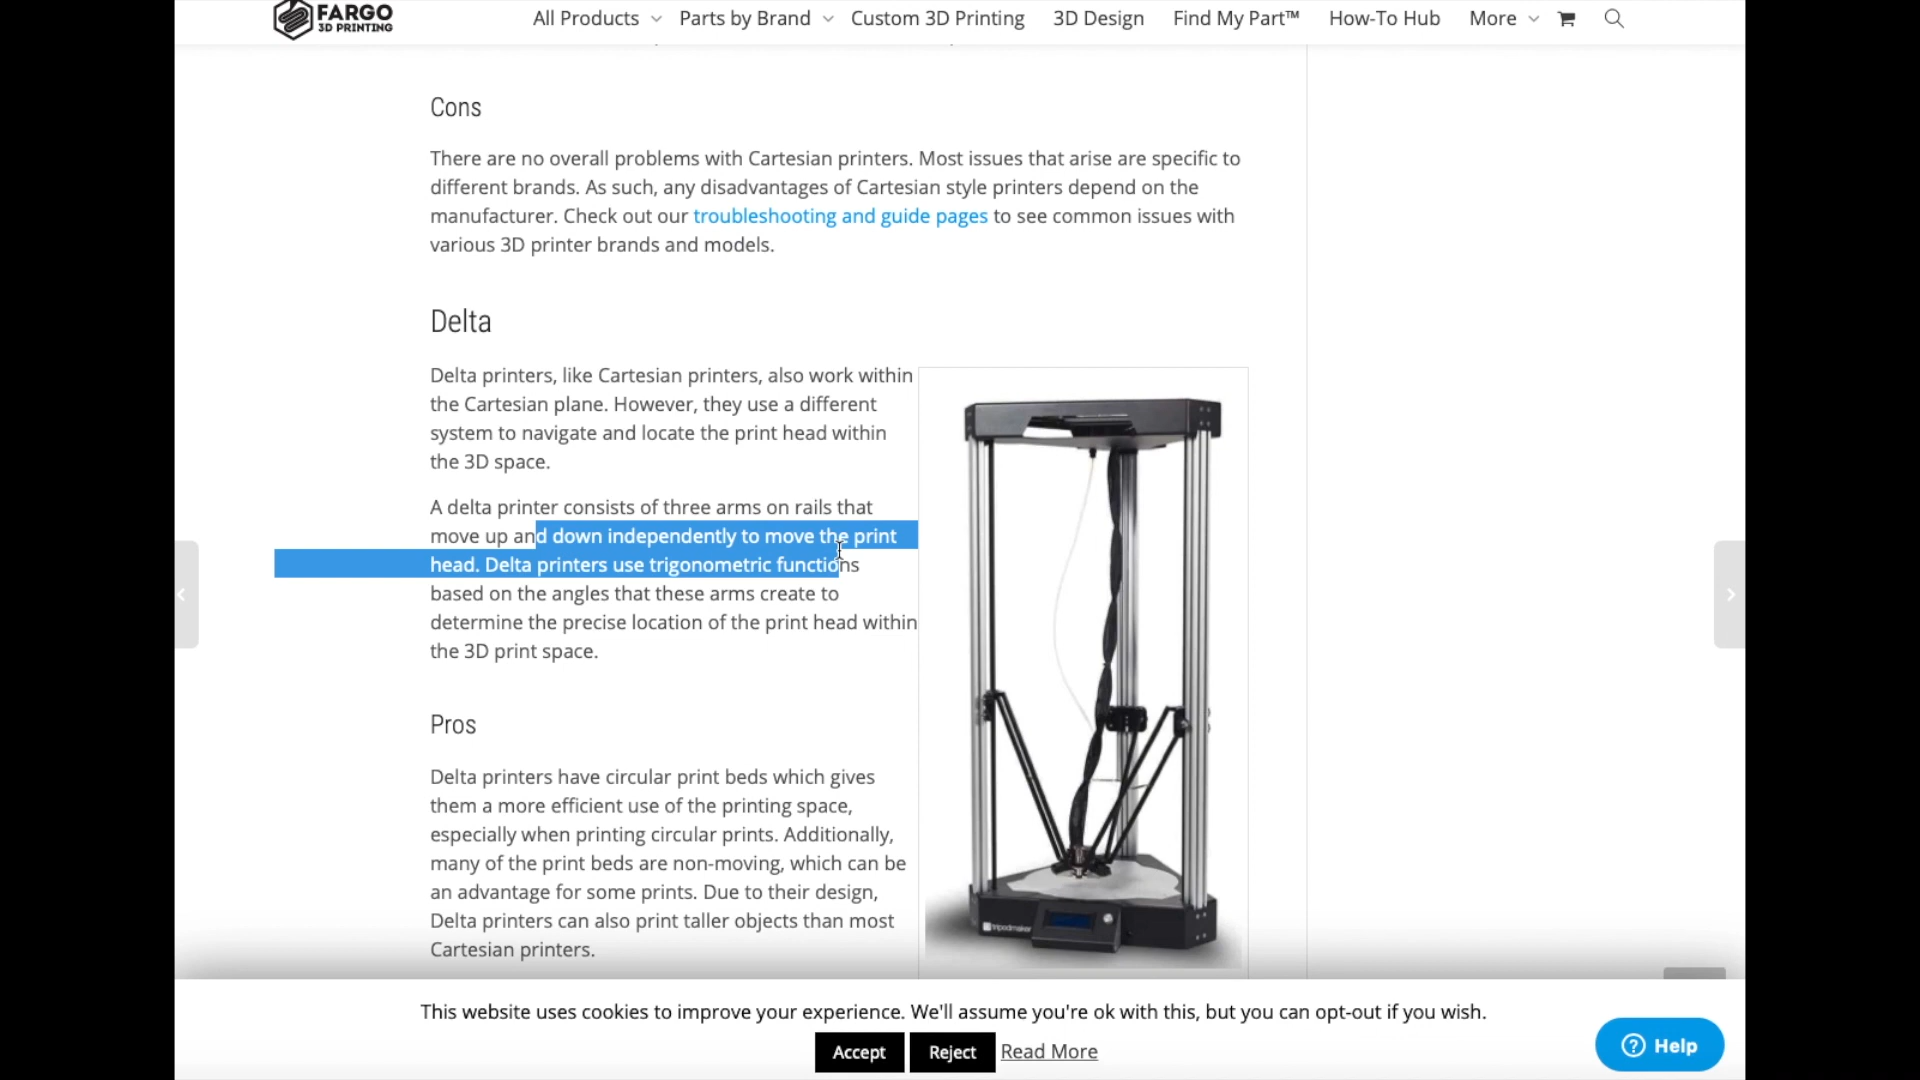 FARGO
3D PRINTING
All Products
Parts by Brand
Custom 3D Printing
3D Design
Find My Part™
How-To Hub
More
Cons
There are no overall problems with Cartesian printers. Most issues that arise are specific to
different brands. As such, any disadvantages of Cartesian style printers depend on the
manufacturer. Check out our troubleshooting and guide pages to see common issues with
various 3D printer brands and models.
Delta
Delta printers, like Cartesian printers, also work within
the Cartesian plane. However, they use a different
system to navigate and locate the print head within
the 3D space.
A delta printer consists of three arms on rails that
move up and down independently to move the print
head. Delta printers use trigonometric functions
based on the angles that these arms create to
determine the precise location of the print head within
the 3D print space.
Pros
Delta printers have circular print beds which gives
them a more efficient use of the printing space,
especially when printing circular prints. Additionally,
many of the print beds are non-moving, which can be
an advantage for some prints. Due to their design,
Delta printers can also print taller objects than most
Cartesian printers.
tripodmaker
This website uses cookies to improve your experience. We'll assume you're ok with this, but you can opt-out if you wish.
Accept
Reject
Read More
Help